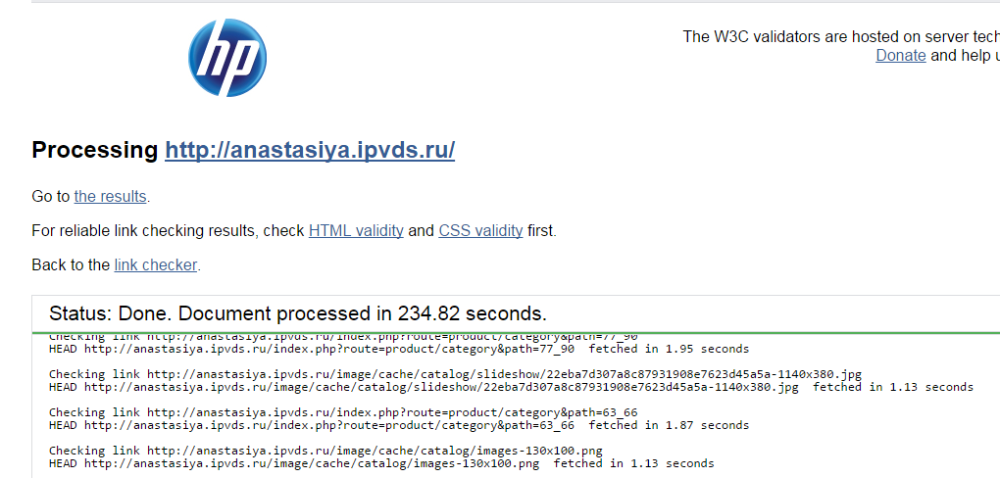 hp
The W3C validators are hosted on server tech
Donate and help u
Processing http://anastasiya.ipvds.ru/
Go to the results.
For reliable link checking results, check HTML validity and CSS validity first.
Back to the link checker.
Status: Done. Document processed in 234.82 seconds.
Checking link http://anastasiya.ipvds.ru/index.php?route=product/category&path=77_90
HEAD http://anastasiya.ipvds.ru/index.php?route=product/category&path=77_90  fetched in 1.95 seconds
Checking link http://anastasiya.ipvds.ru/image/cache/catalog/slideshow/22eba7d307a8c87931908e7623d45a5a-1140x380.jpg
HEAD http://anastasiya.ipvds.ru/image/cache/catalog/slideshow/22eba7d307a8c87931908e7623d45a5a-1140x380.jpg  fetched in 1.13 seconds
Checking link http://anastasiya.ipvds.ru/index.php?route=product/category&path=63_66
HEAD http://anastasiya.ipvds.ru/index.php?route=product/category&path=63_66  fetched in 1.87 seconds
Checking link http://anastasiya.ipvds.ru/image/cache/catalog/images-130x100.png
HEAD http://anastasiya.ipvds.ru/image/cache/catalog/images-130x100.png  fetched in 1.13 seconds